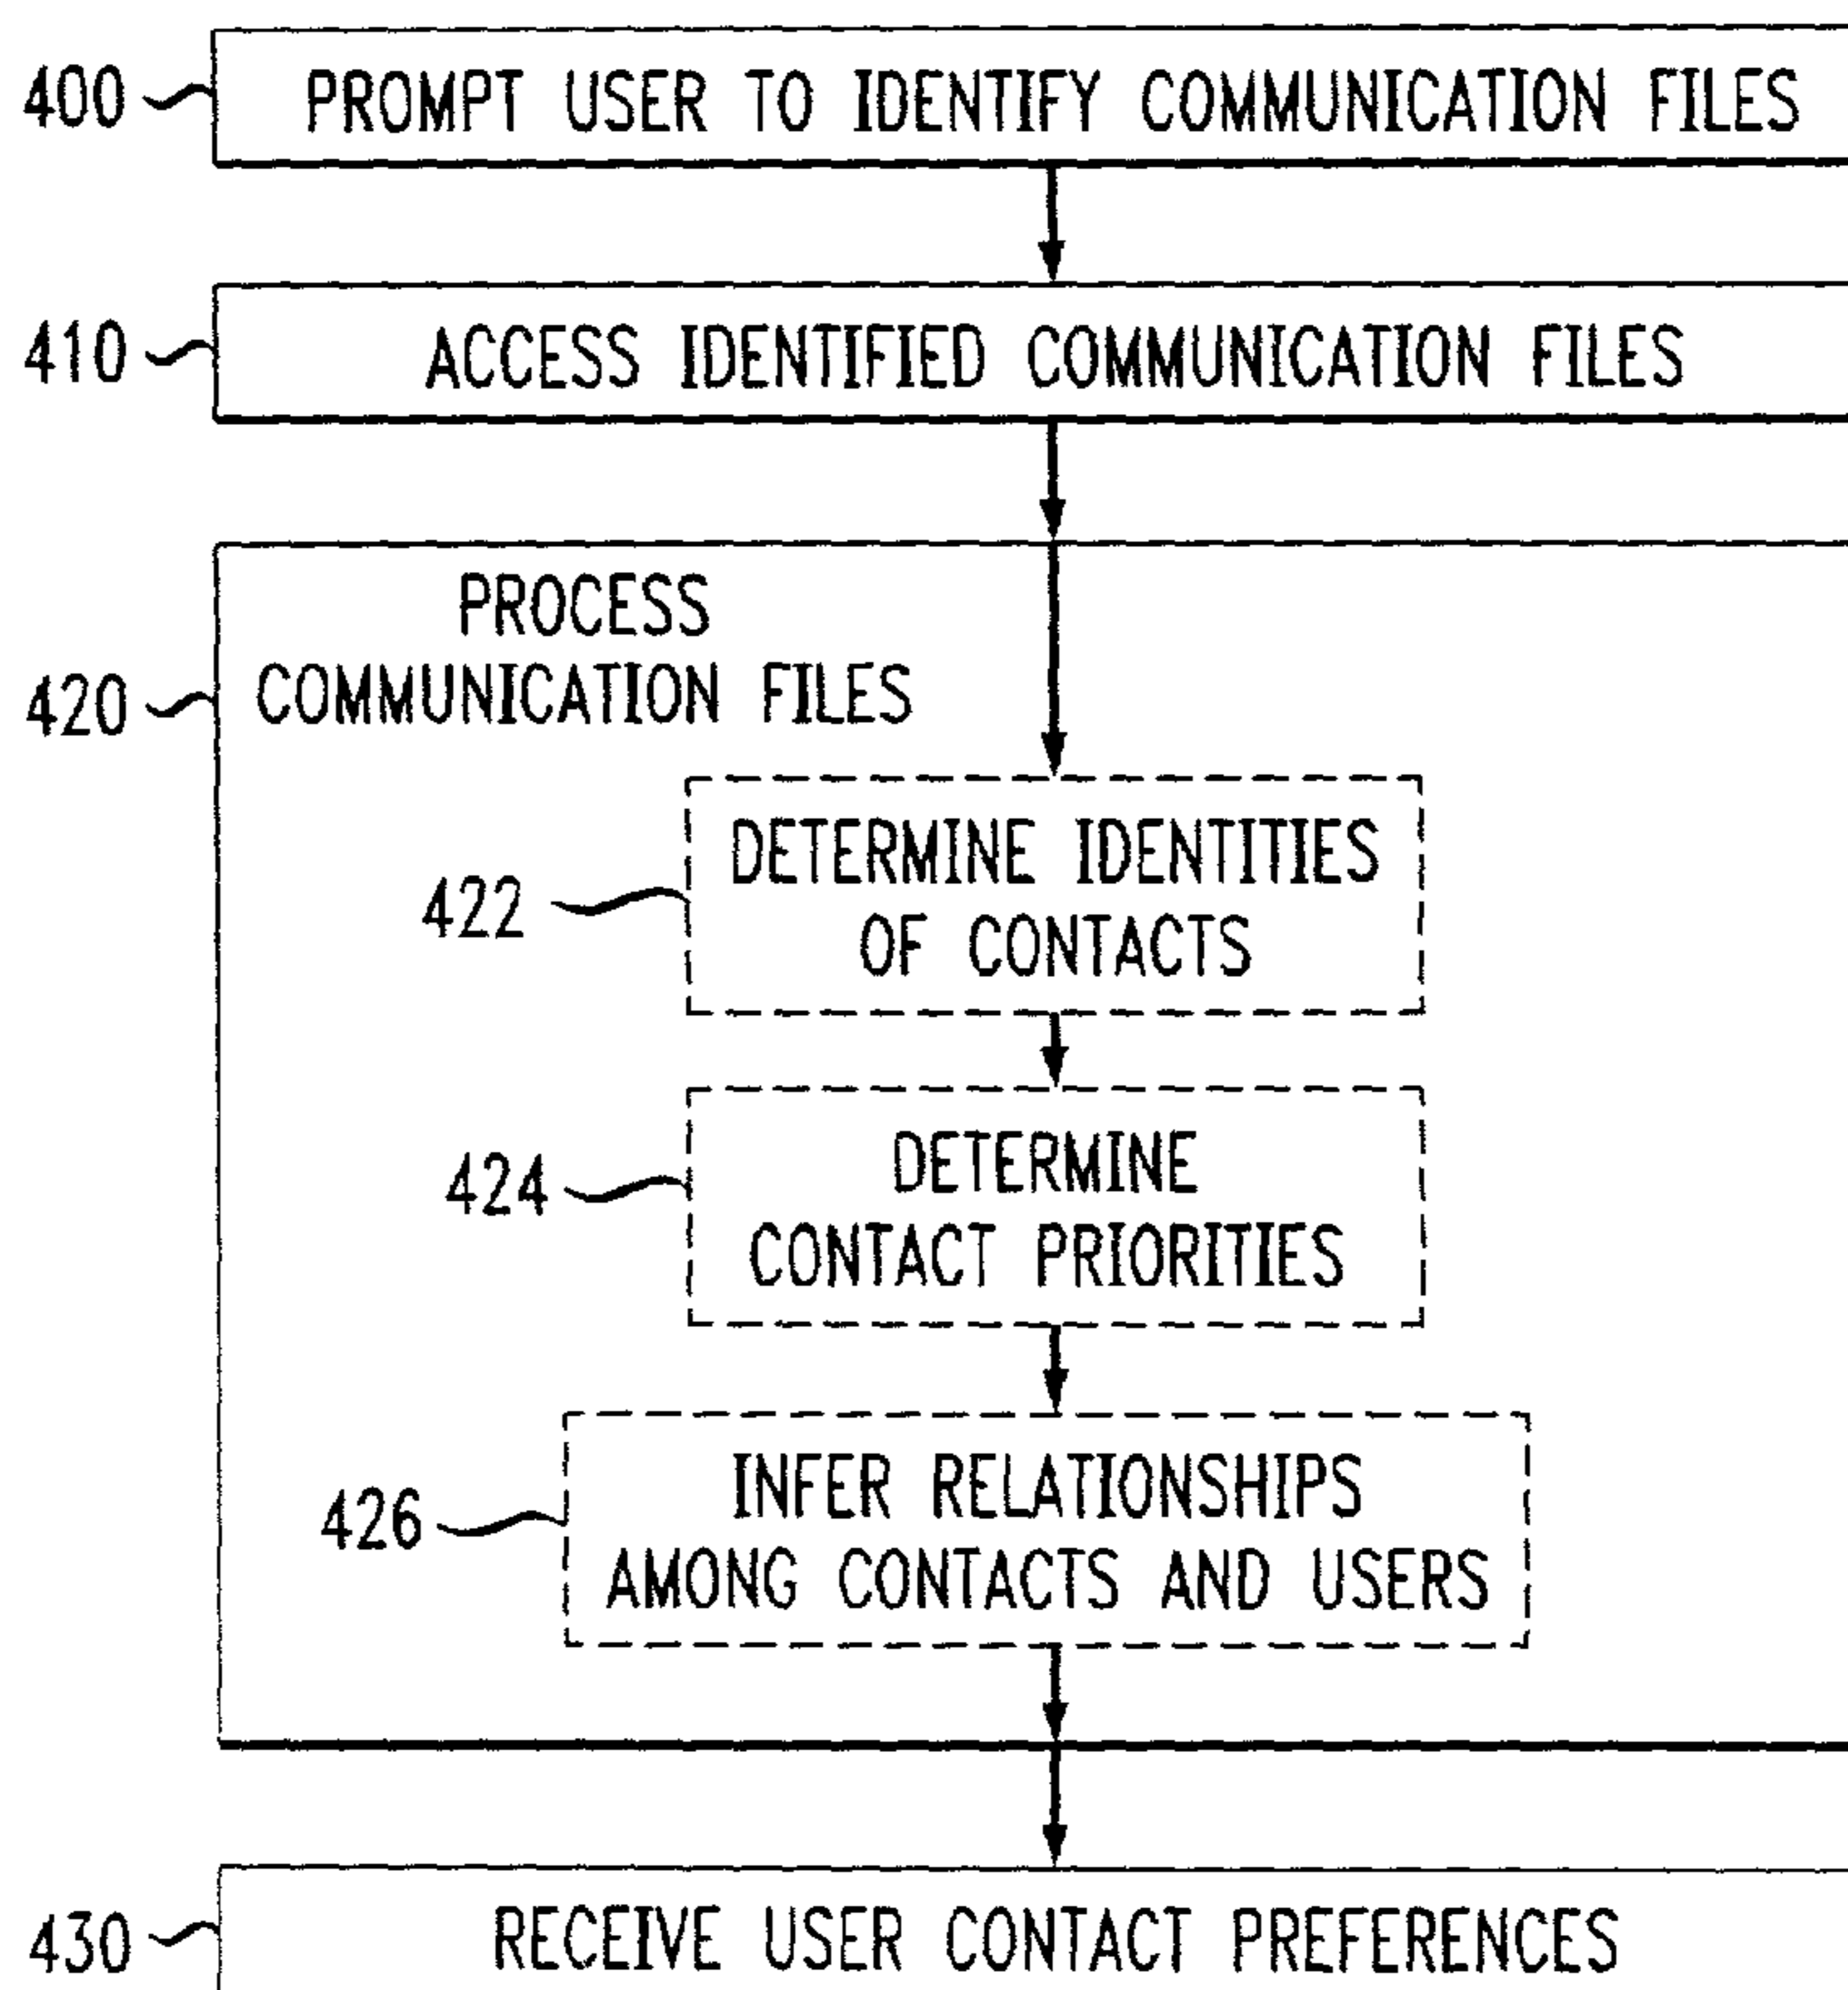 400 PROMPT USER TO IDENTIFY COMMUNICATION FILES
410 ACCESS IDENTIFIED COMMUNICATION FILES
PROCESS
420 COMMUNICATION FILES
DETERMINE IDENTITIES
422
OF CONTACTS
DETERMINE
424
CONTACT PRIORITIES
INFER RELATIONSHIPS
426
AMONG CONTACTS AND USERS
430 RECEIVE USER CONTACT PREFERENCES